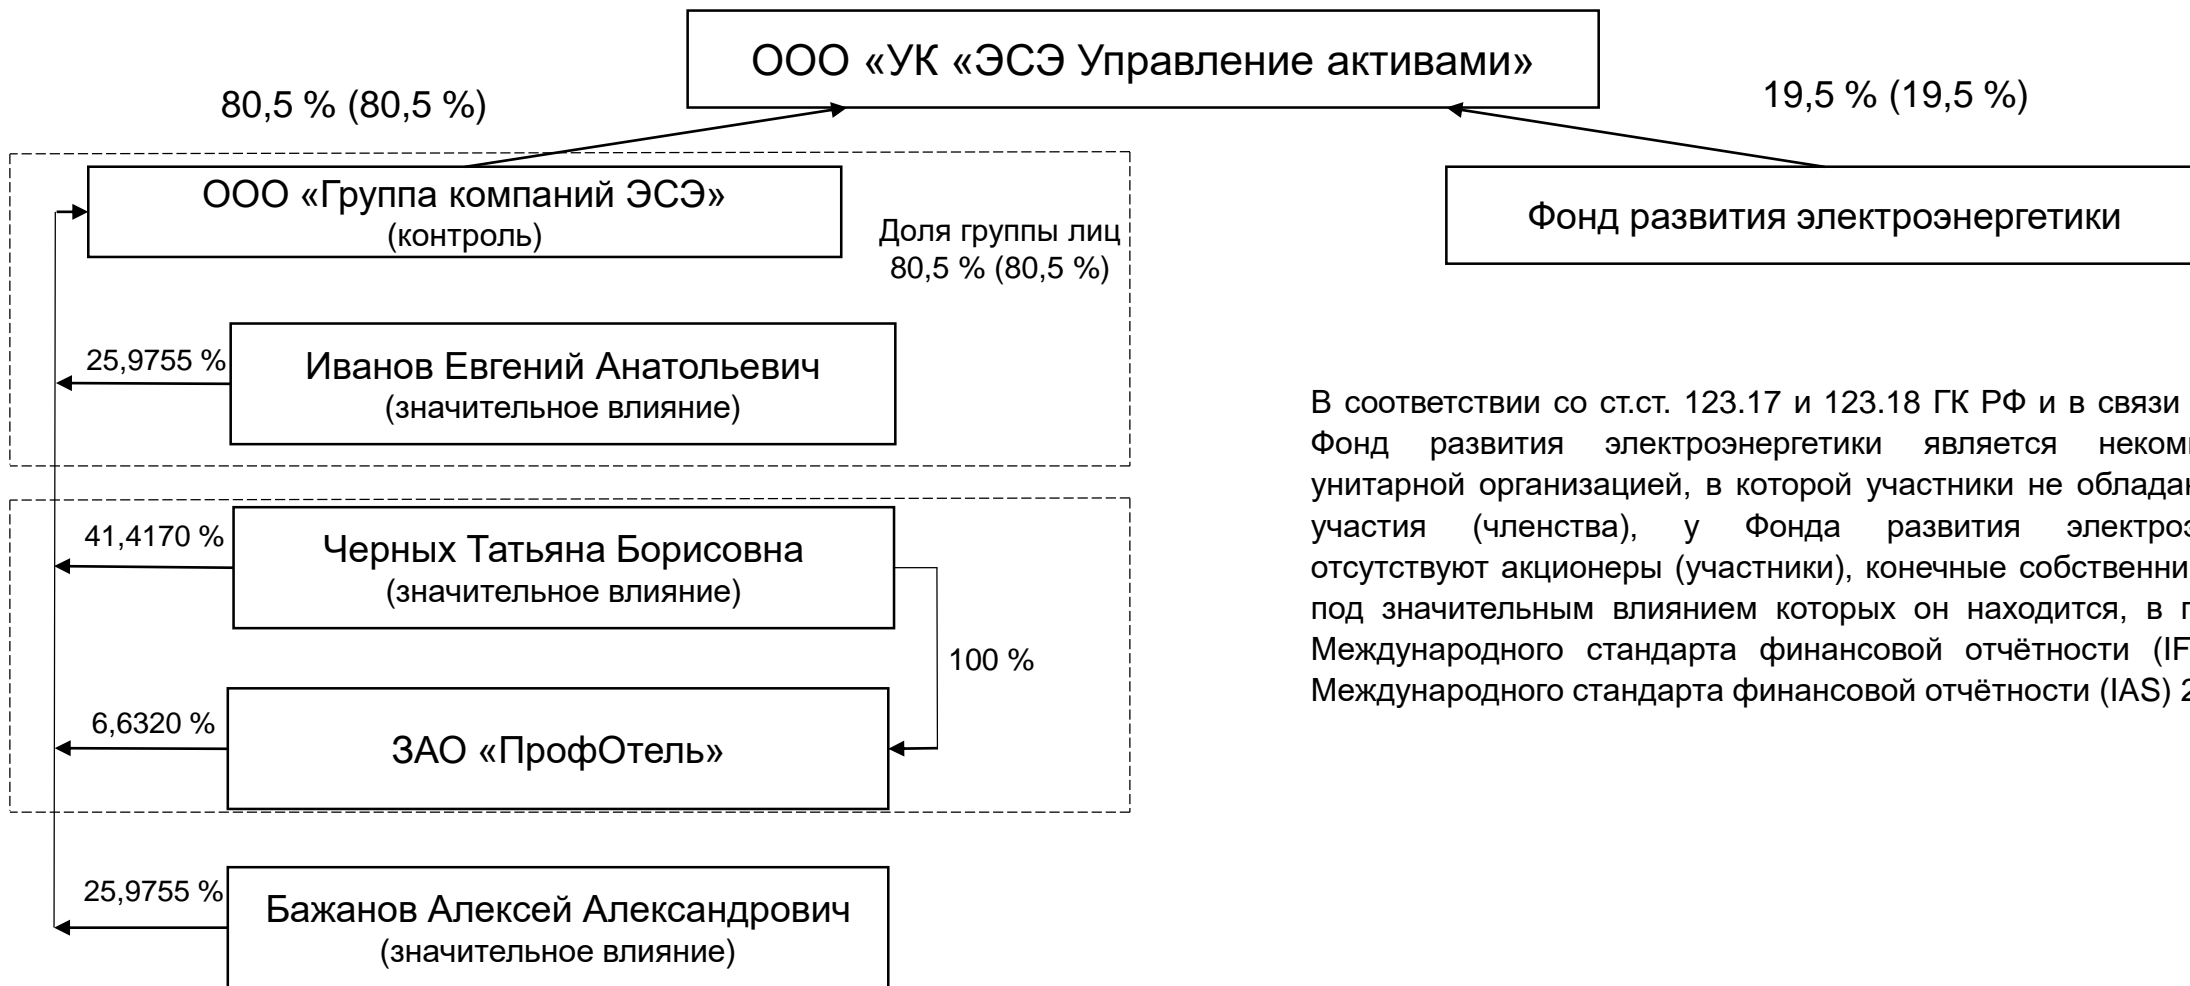 ООО «УК «ЭСЭ Управление активами»
80,5 % (80,5 %)
19,5 % (19,5 %)
ООО «Группа компаний ЭСЭ»
(контроль)
Доля группы лиц
80,5 % (80,5 %)
Фонд развития электроэнергетики
25,9755 %
Иванов Евгений Анатольевич
(значительное влияние)
41,4170 %
Черных Татьяна Борисовна
(значительное влияние)
100 %
6,6320 %
ЗАО «ПрофОтель»
25,9755 %
Бажанов Алексей Александрович
(значительное влияние)
В соответствии со ст.ст. 123.17 и 123.18 ГК РФ и в связи
Фонд развития электроэнергетики является
унитарной организацией, в которой участники не
участия (членства), у Фонда развития
отсутствуют акционеры (участники), конечные
под значительным влиянием которых он находится, в
Международного стандарта финансовой отчётности
Международного стандарта финансовой отчётности (IAS)